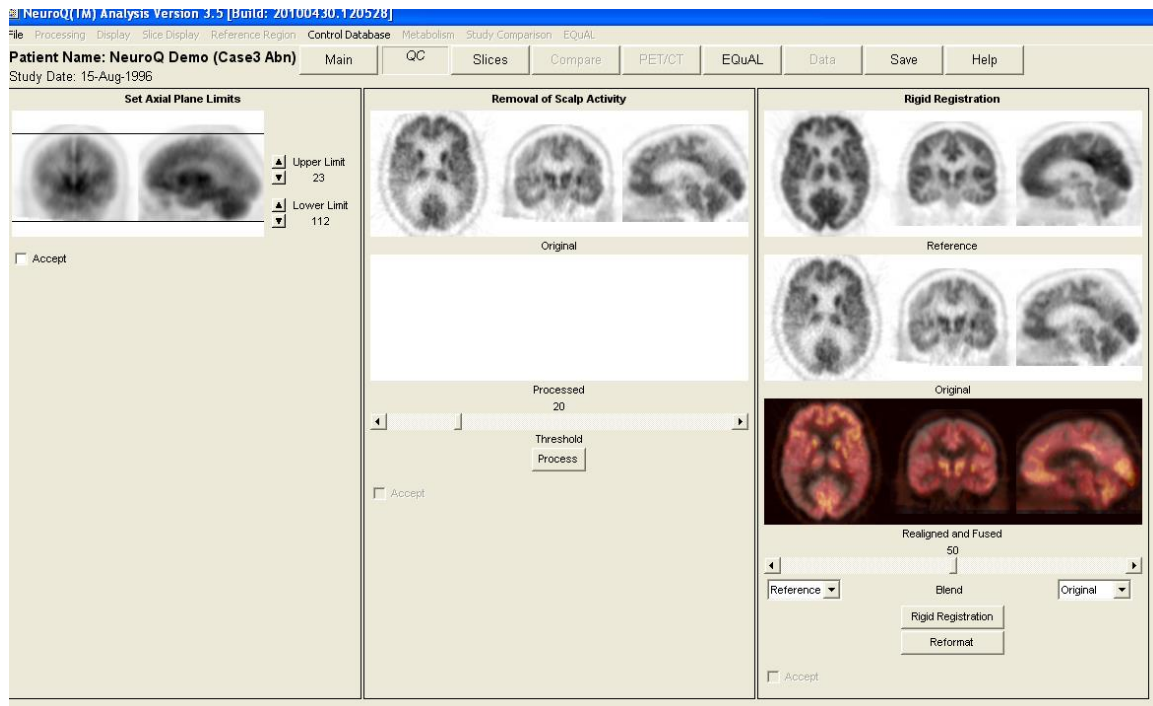 NeuroQ(TM) Analysis Version 3.5 [Build: 20100430.120528]
File Processing Display Slice Display Reference Region Control Database Metabolism Study Comparison EQuAL
Patient Name: NeuroQ Demo (Case3 Abn) Main QC Slices Compare PET/CT EQuAL Data Save Help
Study Date: 15-Aug-1996
Set Axial Plane Limits
Upper Limit
23
Lower Limit
112
Accept
Removal of Scalp Activity
Original
Processed
20
Threshold
Process
Accept
Rigid Registration
Reference
Original
Realigned and Fused
50
Reference Blend Original
Rigid Registration
Reformat
Accept